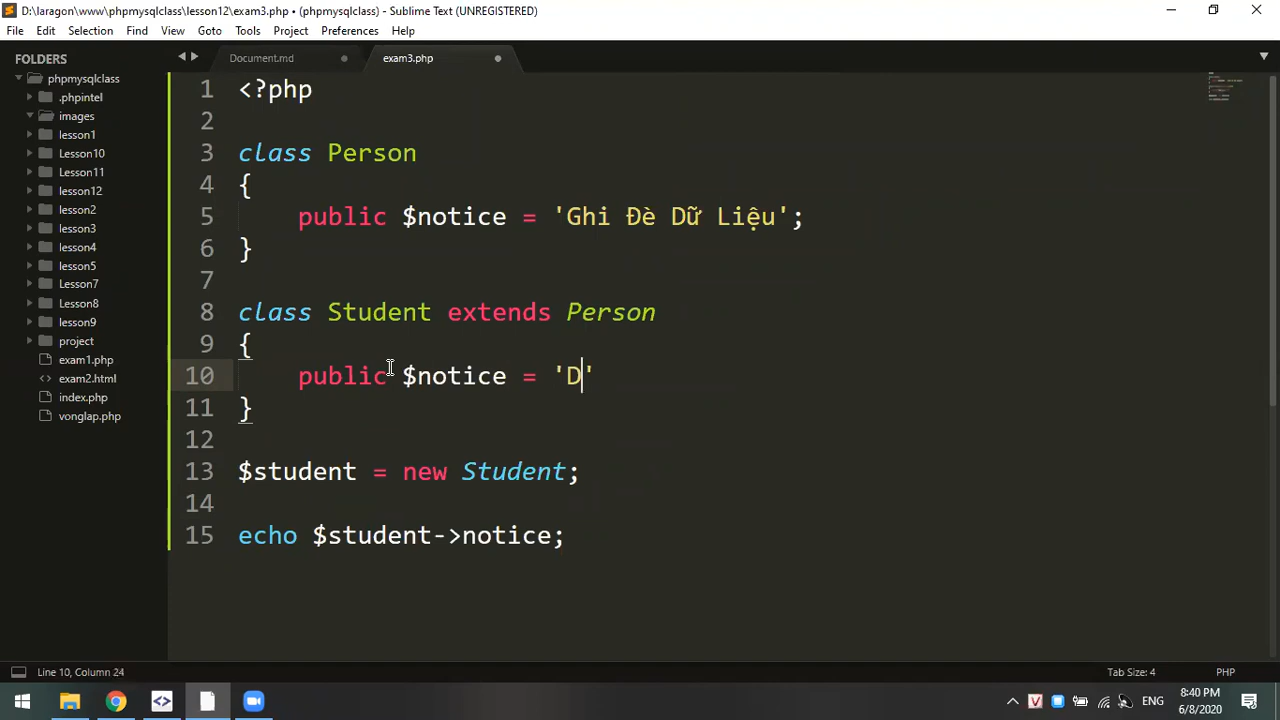 D:\laragon\www\phpmysqlclass\lesson12\exam3.php • (phpmysqlclass) - Sublime Text (UNREGISTERED)
File Edit Selection Find View Goto Tools Project Preferences Help
FOLDERS
phpmysqlclass
.phpintel
images
lesson1
Lesson10
Lesson11
lesson12
lesson2
lesson3
lesson4
lesson5
Lesson7
Lesson8
lesson9
project
exam1.php
exam2.html
index.php
vonglap.php
Document.md exam3.php
1 <?php
2
3 class Person
4 {
5 public $notice = 'Ghi Đè Dữ Liệu';
6 }
7
8 class Student extends Person
9 {
10 public $notice = 'D'
11 }
12
13 $student = new Student;
14
15 echo $student->notice;
Line 10, Column 24 Tab Size: 4 PHP
ENG
8:40 PM
6/8/2020